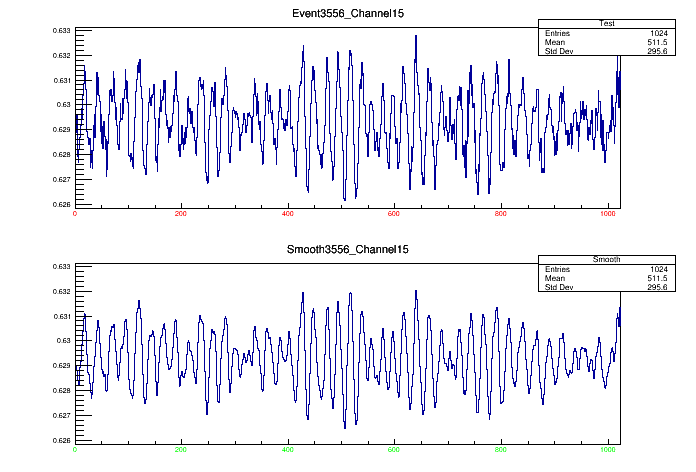 Event3556_Channel15
Test
Entries 1024
Mean 511.5
Std Dev 295.6
0.633
0.632
0.631
0.63
0.629
0.628
0.627
0.626
0 200 400 600 800 1000
Smooth3556_Channel15
Smooth
Entries 1024
Mean 511.5
Std Dev 295.6
0.633
0.632
0.631
0.63
0.629
0.628
0.627
0.626
0 200 400 600 800 1000